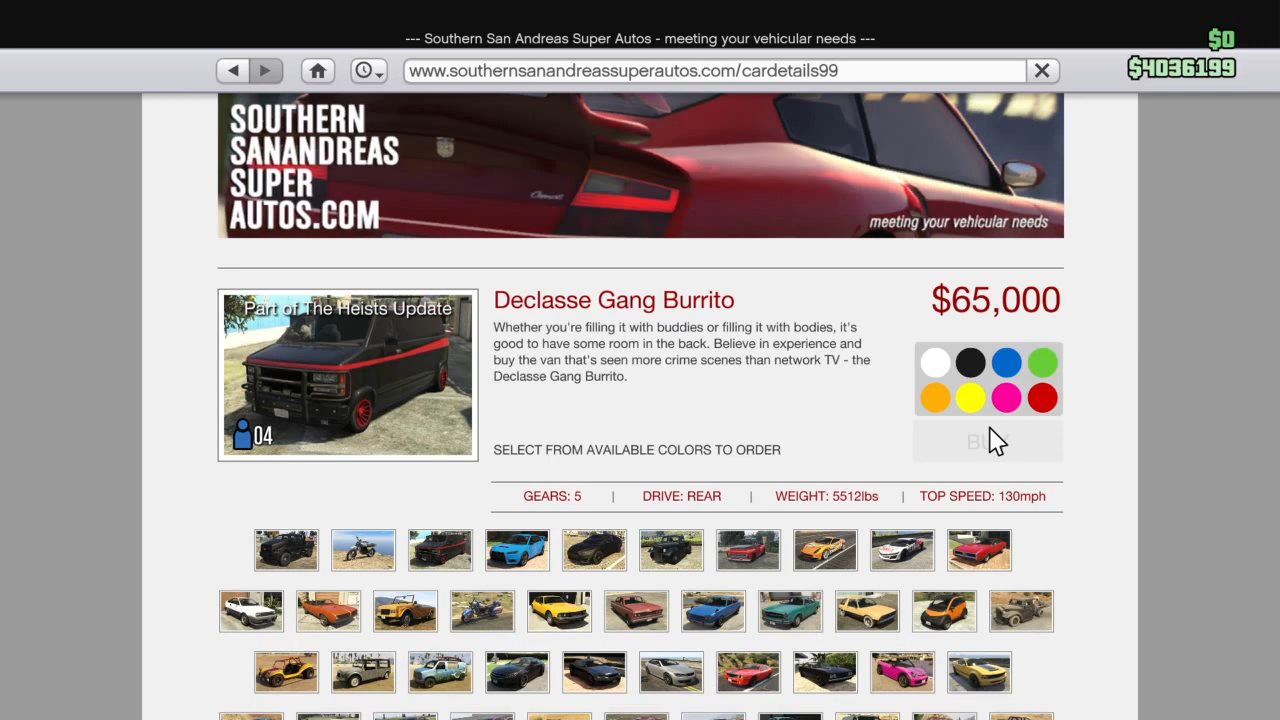 --- Southern San Andreas Super Autos - meeting your vehicular needs ---
$0
www.southernsanandreassuperautos.com/cardetails99
$4036199
SOUTHERN
SANANDREAS
SUPER
AUTOS.COM
meeting your vehicular needs
Part of The Heists Update
04
Declasse Gang Burrito
$65,000
Whether you're filling it with buddies or filling it with bodies, it's
good to have some room in the back. Believe in experience and
buy the van that's seen more crime scenes than network TV - the
Declasse Gang Burrito.
SELECT FROM AVAILABLE COLORS TO ORDER
GEARS: 5 | DRIVE: REAR | WEIGHT: 5512lbs | TOP SPEED: 130mph